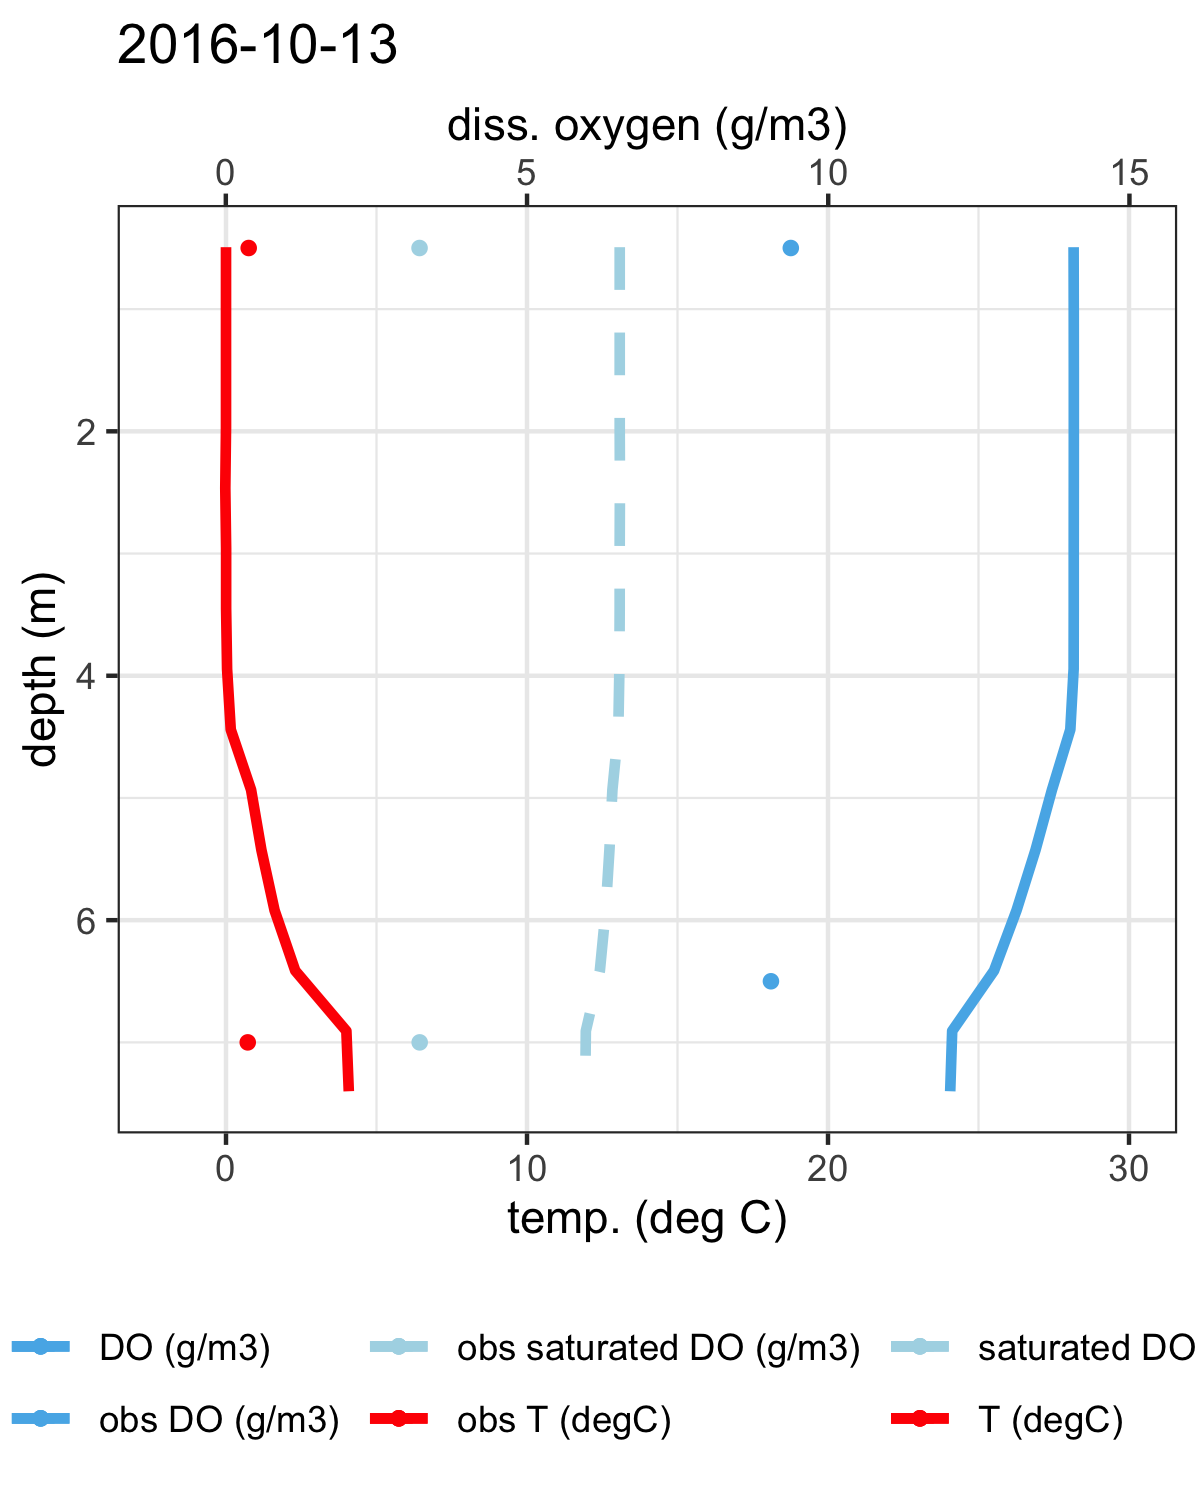 2016-10-13
diss. oxygen (g/m3)
0 5 10 15
2
4
6
depth (m)
0 10 20 30
temp. (deg C)
DO (g/m3) obs saturated DO (g/m3) saturated DO
obs DO (g/m3) obs T (degC) T (degC)